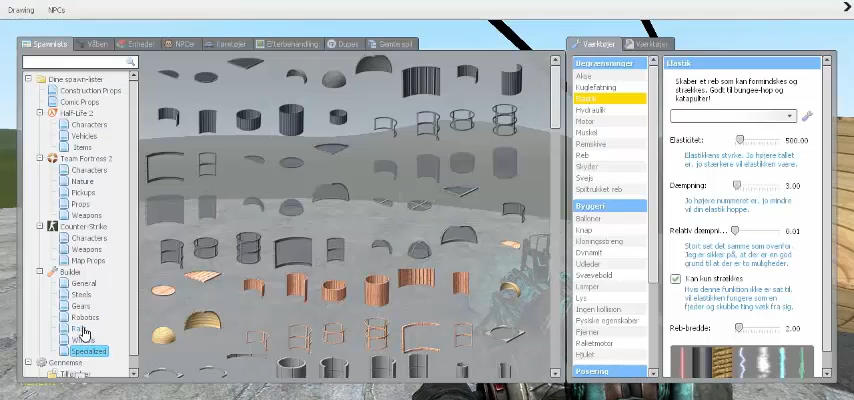 Drawing NPCs
Spawnlists Våben Enheder NPCer Køretøjer Efterbehandling Dupes Gemte spil
Værktøjer Værktøjer
Dine spawn-lister
Construction Props
Comic Props
Half-Life 2
Characters
Vehicles
Items
Team Fortress 2
Characters
Nature
Pickups
Props
Weapons
Counter-Strike
Characters
Weapons
Map Props
Builder
General
Steels
Gears
Robotics
Specialized
Gennemse
Begrænsninger
Akse
Kuglefatning
Elastik
Hydraulik
Motor
Muskel
Remskive
Reb
Skyder
Svejs
Spiltrukket reb
Byggeri
Balloner
Knap
Kloningsstreng
Dynamit
Udleder
Svævebold
Lamper
Lys
Ingen kollision
Fysiske egenskaber
Fjerner
Raketmotor
Hjulet
Posering
Elastik
Skaber et reb som kan formindskes og
strækkes. Godt til bungee-hop og
katapulter!
Elasticitet: 500.00
Elastikkens styrke. Jo højere tallet
er, jo stærkere vil elastikken være.
Dæmpning: 3.00
Jo højere nummeret er, jo mindre
vil din elastik hoppe.
Relativ dæmpni... 0.01
Stort set det samme som ovenfor.
Jeg er sikker på, at der er en god
grund til at der er to muligheder.
Kan kun strækkes
Hvis denne funktion ikke er sat til,
vil elastikken fungere som en
fjeder og skubbe ting væk fra sig.
Reb-bredde: 2.00